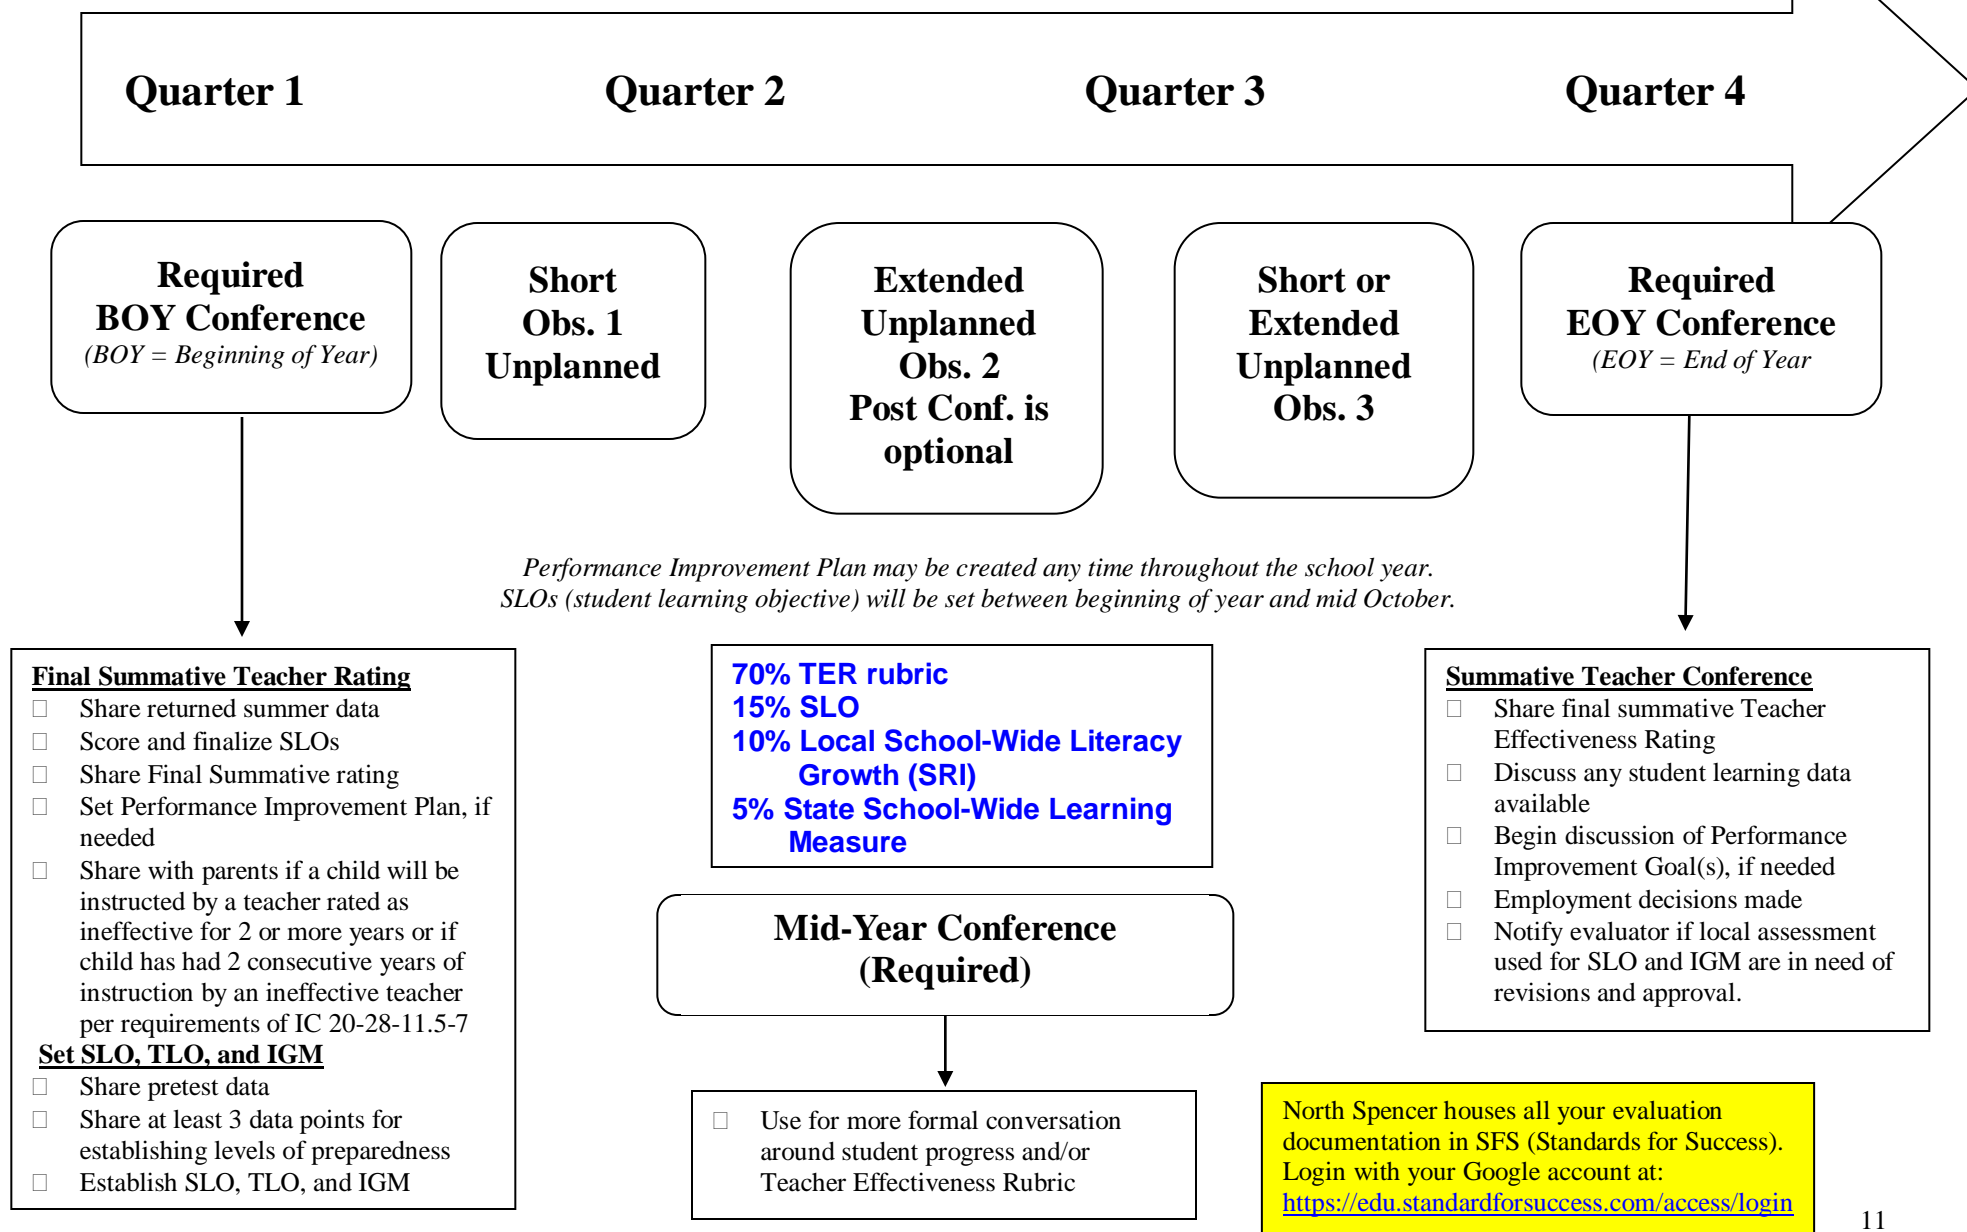 Quarter 1 Quarter 2 Quarter 3 Quarter 4
Required
BOY Conference
(BOY = Beginning of Year)
Short
Obs. 1
Unplanned
Extended
Unplanned
Obs. 2
Post Conf. is
optional
Short or
Extended
Unplanned
Obs. 3
Required
EOY Conference
(EOY = End of Year
Performance Improvement Plan may be created any time throughout the school year.
SLOs (student learning objective) will be set between beginning of year and mid October.
Final Summative Teacher Rating
Share returned summer data
Score and finalize SLOs
Share Final Summative rating
Set Performance Improvement Plan, if
needed
Share with parents if a child will be
instructed by a teacher rated as
ineffective for 2 or more years or if
child has had 2 consecutive years of
instruction by an ineffective teacher
per requirements of IC 20-28-11.5-7
Set SLO, TLO, and IGM
Share pretest data
Share at least 3 data points for
establishing levels of preparedness
Establish SLO, TLO, and IGM
70% TER rubric
15% SLO
10% Local School-Wide Literacy
Growth (SRI)
5% State School-Wide Learning
Measure
Mid-Year Conference
(Required)
Use for more formal conversation
around student progress and/or
Teacher Effectiveness Rubric
Summative Teacher Conference
Share final summative Teacher
Effectiveness Rating
Discuss any student learning data
available
Begin discussion of Performance
Improvement Goal(s), if needed
Employment decisions made
Notify evaluator if local assessment
used for SLO and IGM are in need of
revisions and approval.
North Spencer houses all your evaluation
documentation in SFS (Standards for Success).
Login with your Google account at:
https://edu.standardforsuccess.com/access/login
11